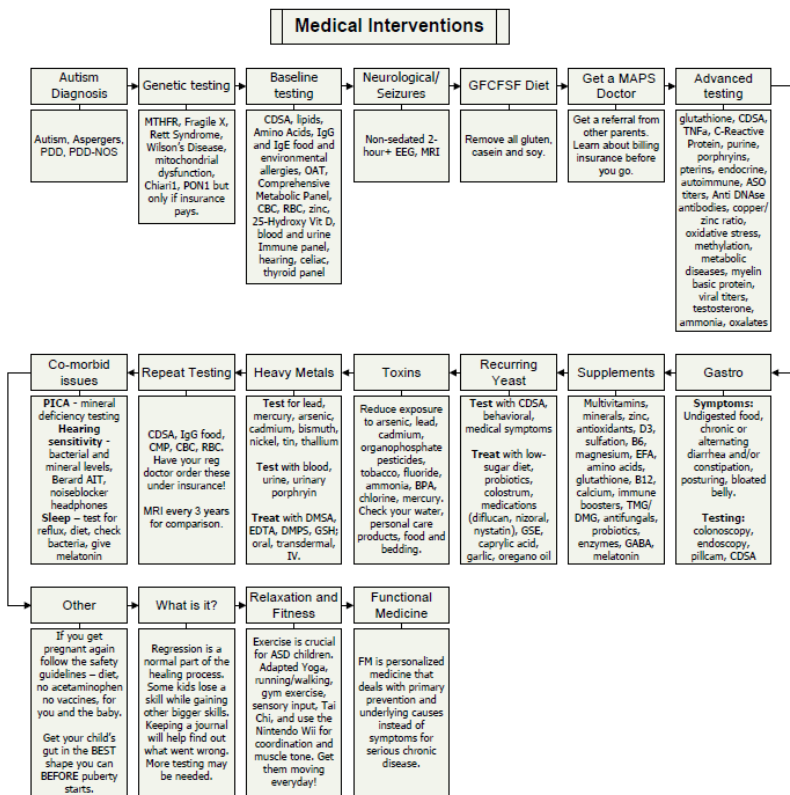 Medical Interventions
Autism
Diagnosis
Autism, Aspergers,
PDD, PDD-NOS
Genetic testing
MTHFR, Fragile X,
Rett Syndrome,
Wilson's Disease,
mitochondrial
dysfunction,
Chiari1, PON1 but
only if insurance
pays.
Baseline
testing
CDSA, lipids,
Amino Acids, IgG
and IgE food and
environmental
allergies, OAT,
Comprehensive
Metabolic Panel,
CBC, RBC, zinc,
25-Hydroxy Vit D,
blood and urine
Immune panel,
hearing, celiac,
thyroid panel
Neurological/
Seizures
Non-sedated 2-
hour+ EEG, MRI
GFCFSF Diet
Remove all gluten,
casein and soy.
Get a MAPS
Doctor
Get a referral from
other parents.
Learn about billing
insurance before
you go.
Advanced
testing
glutathione, CDSA,
TNFa, C-Reactive
Protein, purine,
porphryins,
pterins, endocrine,
autoimmune, ASO
titers, Anti DNAse
antibodies, copper/
zinc ratio,
oxidative stress,
methylation,
metabolic
diseases, myelin
basic protein,
viral titers,
testosterone,
ammonia, oxalates
Co-morbid
issues
PICA - mineral
deficiency testing
Hearing
sensitivity -
bacterial and
mineral levels,
Berard AIT,
noiseblocker
headphones
Sleep – test for
reflux, diet, check
bacteria, give
melatonin
Repeat Testing
CDSA, IgG food,
CMP, CBC, RBC.
Have your reg
doctor order these
under insurance!
MRI every 3 years
for comparison.
Heavy Metals
Test for lead,
mercury, arsenic,
cadmium, bismuth,
nickel, tin, thallium
Test with blood,
urine, urinary
porphyrin
Treat with DMSA,
EDTA, DMPS, GSH;
oral, transdermal,
IV.
Toxins
Reduce exposure
to arsenic, lead,
cadmium,
organophosphate
pesticides,
tobacco, fluoride,
ammonia, BPA,
chlorine, mercury.
Check your water,
personal care
products, food and
bedding.
Recurring
Yeast
Test with CDSA,
behavioral,
medical symptoms
Treat with low-
sugar diet,
probiotics,
colostrum,
medications
(diflucan, nizoral,
nystatin), GSE,
caprylic acid,
garlic, oregano oil
Supplements
Multivitamins,
minerals, zinc,
antioxidants, D3,
sulfation, B6,
magnesium, EFA,
amino acids,
glutathione, B12,
calcium, immune
boosters, TMG/
DMG, antifungals,
probiotics,
enzymes, GABA,
melatonin
Gastro
Symptoms:
Undigested food,
chronic or
alternating
diarrhea and/or
constipation,
posturing, bloated
belly.
Testing:
colonoscopy,
endoscopy,
pillcam, CDSA
Other
If you get
pregnant again
follow the safety
guidelines – diet,
no acetaminophen
no vaccines, for
you and the baby.
Get your child's
gut in the BEST
shape you can
BEFORE puberty
starts.
What is it?
Regression is a
normal part of the
healing process.
Some kids lose a
skill while gaining
other bigger skills.
Keeping a journal
will help find out
what went wrong.
More testing may
be needed.
Relaxation and
Fitness
Exercise is crucial
for ASD children.
Adapted Yoga,
running/walking,
gym exercise,
sensory input, Tai
Chi, and use the
Nintendo Wii for
coordination and
muscle tone. Get
them moving
everyday!
Functional
Medicine
FM is personalized
medicine that
deals with primary
prevention and
underlying causes
instead of
symptoms for
serious chronic
disease.